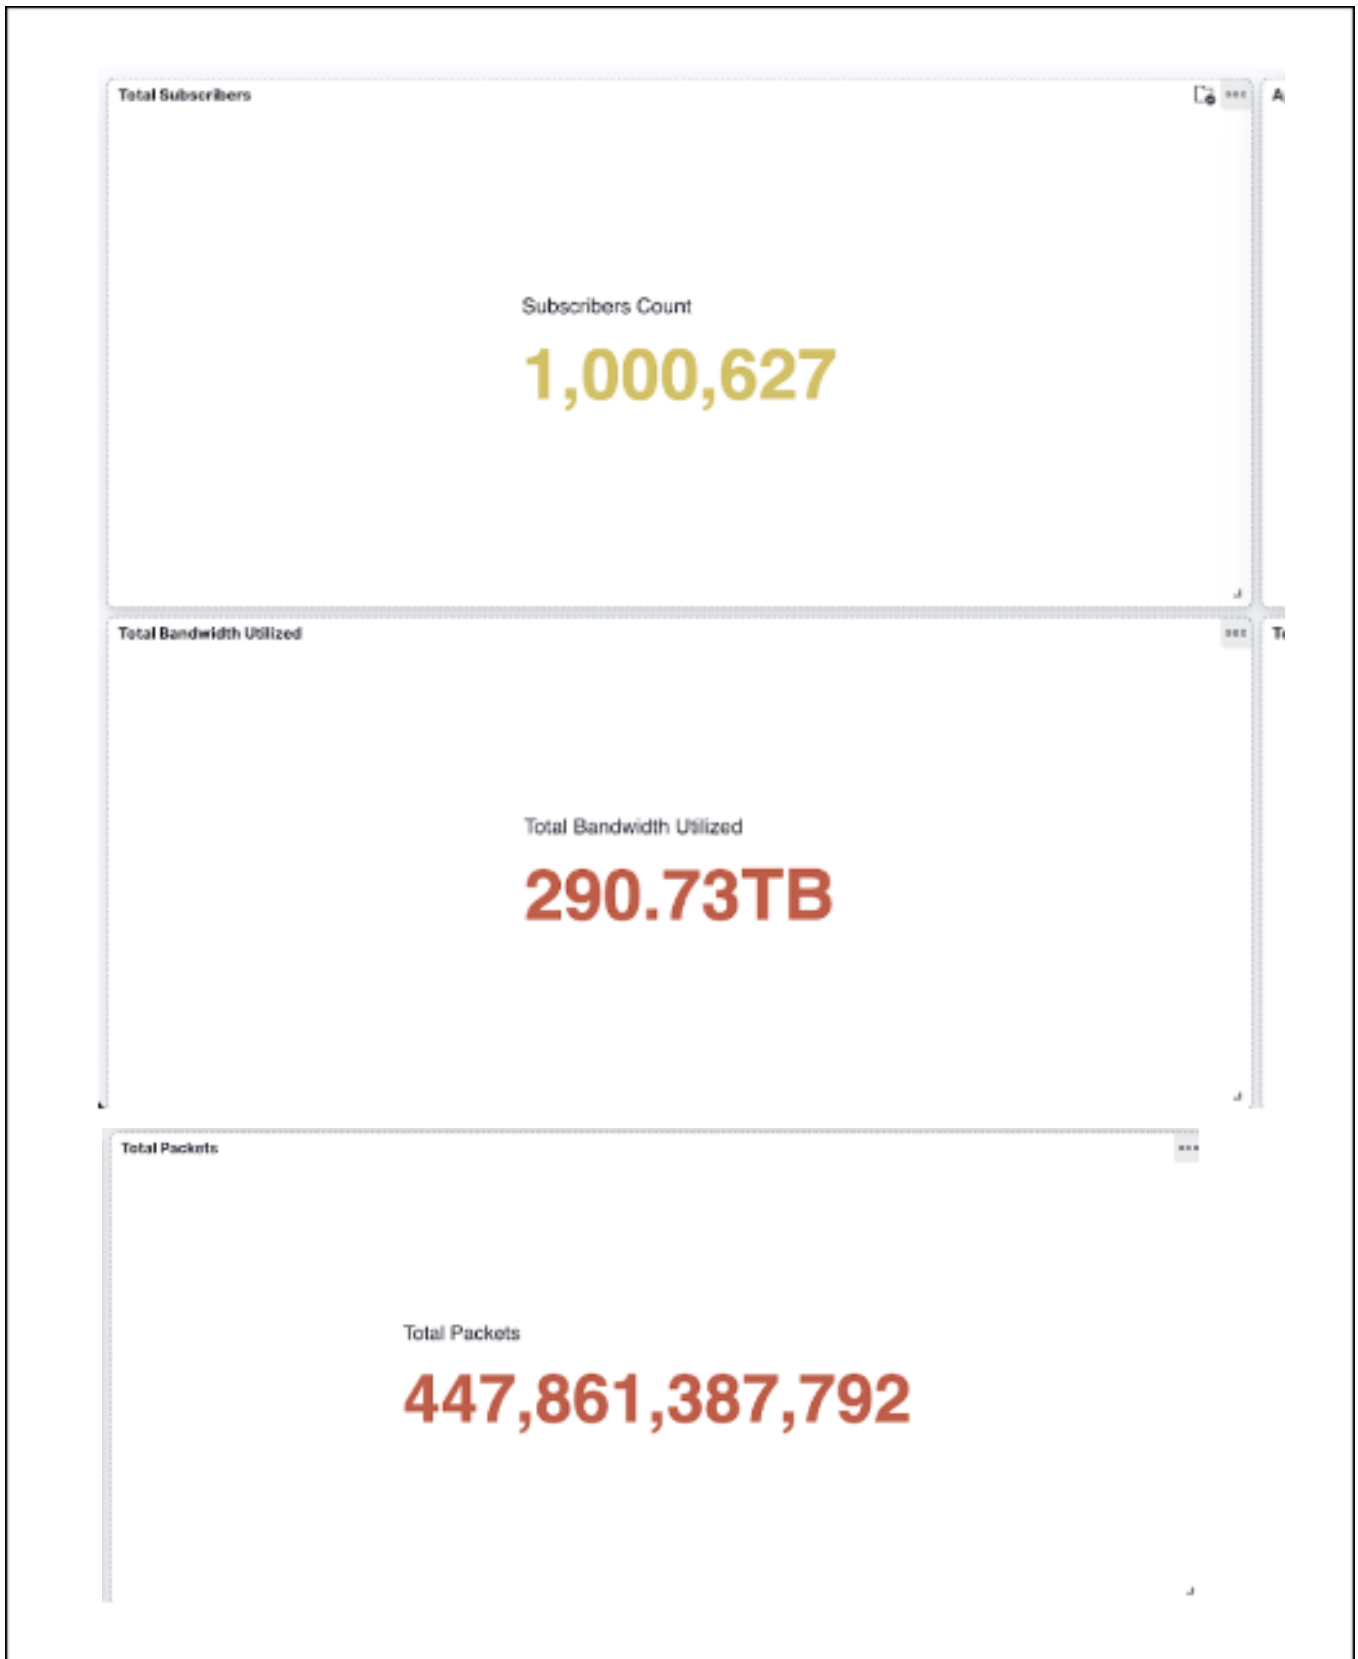 Total Subscribers
Subscribers Count
1,000,627
Total Bandwidth Utilized
Total Bandwidth Utilized
290.73TB
Total Packets
Total Packets
447,861,387,792